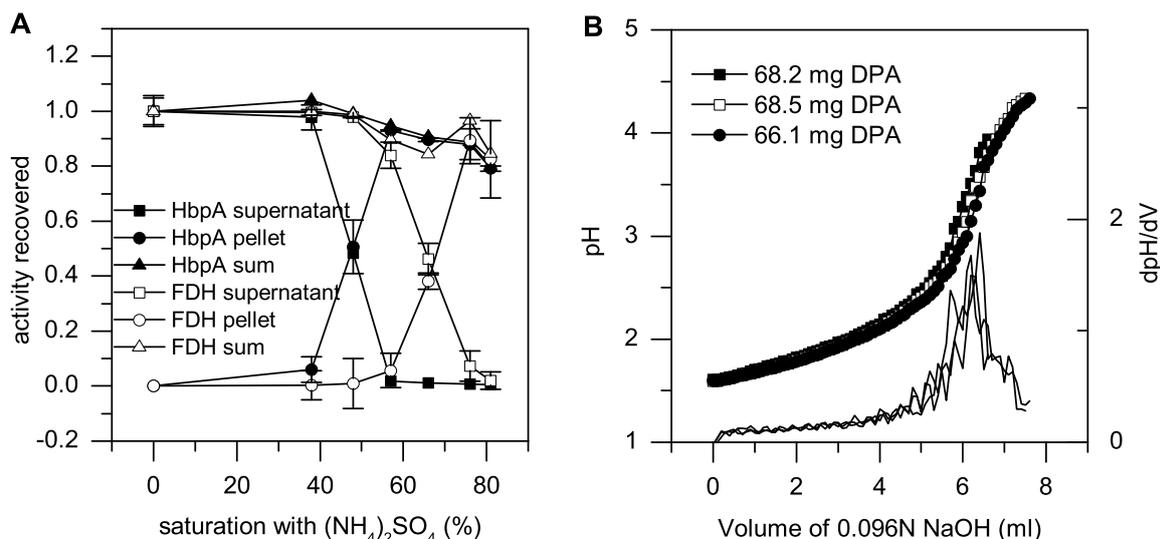 A
1.2
1.0
0.8
0.6
0.4
0.2
0.0
-0.2
activity recovered
HbpA supernatant
HbpA pellet
HbpA sum
FDH supernatant
FDH pellet
FDH sum
0 20 40 60 80
saturation with (NH4)2SO4 (%)
B
5
4
3
2
1
pH
68.2 mg DPA
68.5 mg DPA
66.1 mg DPA
2
0
dpH/dV
0 2 4 6 8
Volume of 0.096N NaOH (ml)